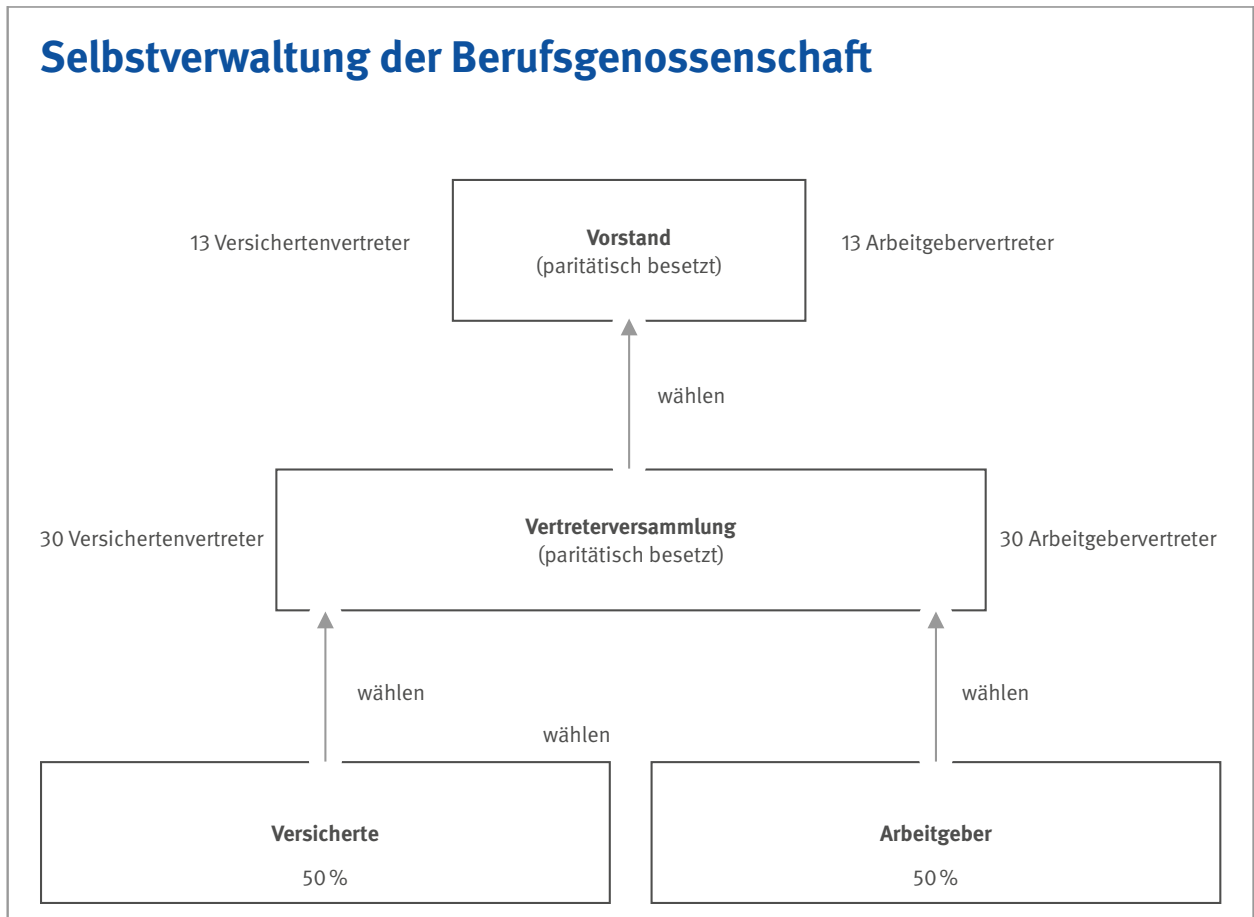 Selbstverwaltung der Berufsgenossenschaft
13 Versichertenvertreter
Vorstand
(paritätisch besetzt)
13 Arbeitgebervertreter
wählen
30 Versichertenvertreter
Vertreterversammlung
(paritätisch besetzt)
30 Arbeitgebervertreter
wählen
wählen
wählen
Versicherte
50 %
Arbeitgeber
50 %